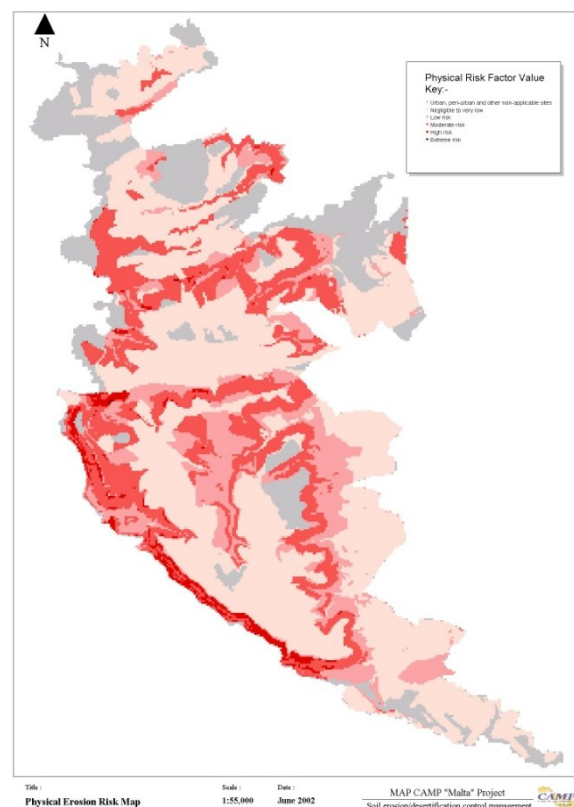 N
Physical Risk Factor Value
Key:-
Urban, peri-urban and other non-applicable sites
Negligible to very low
Low risk
Moderate risk
High risk
Extreme risk
Title :
Physical Erosion Risk Map
Scale :
1:55,000
Date :
June 2002
MAP CAMP "Malta" Project
Soil erosion/desertification control management
CAMP